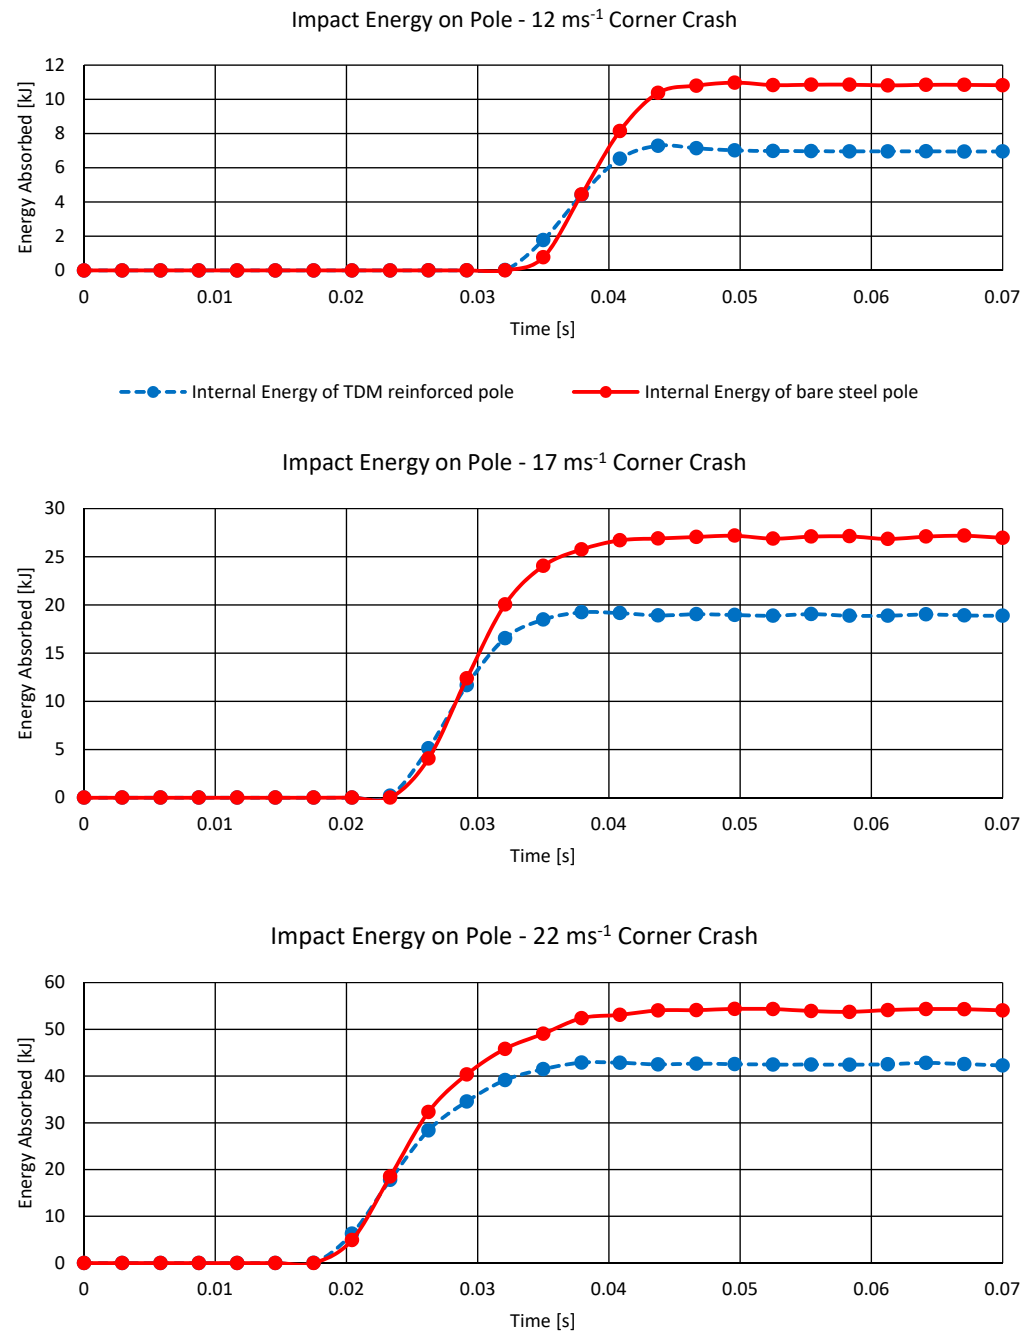 Impact Energy on Pole - 12 ms⁻¹ Corner Crash
12
10
8
6
4
2
0
Energy Absorbed [kJ]
0 0.01 0.02 0.03 0.04 0.05 0.06 0.07
Time [s]
Internal Energy of TDM reinforced pole Internal Energy of bare steel pole
Impact Energy on Pole - 17 ms⁻¹ Corner Crash
30
25
20
15
10
5
0
Energy Absorbed [kJ]
0 0.01 0.02 0.03 0.04 0.05 0.06 0.07
Time [s]
Impact Energy on Pole - 22 ms⁻¹ Corner Crash
60
50
40
30
20
10
0
Energy Absorbed [kJ]
0 0.01 0.02 0.03 0.04 0.05 0.06 0.07
Time [s]